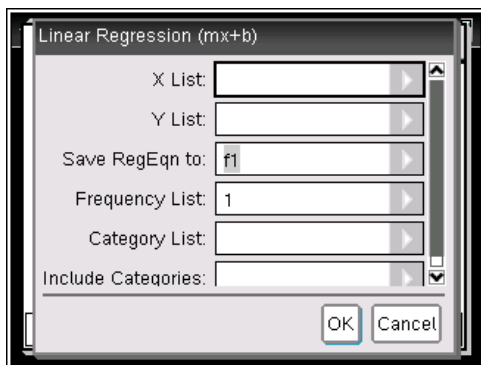 Linear Regression (mx+b)
X List:
Y List:
Save RegEqn to: f1
Frequency List: 1
Category List:
Include Categories:
OK Cancel